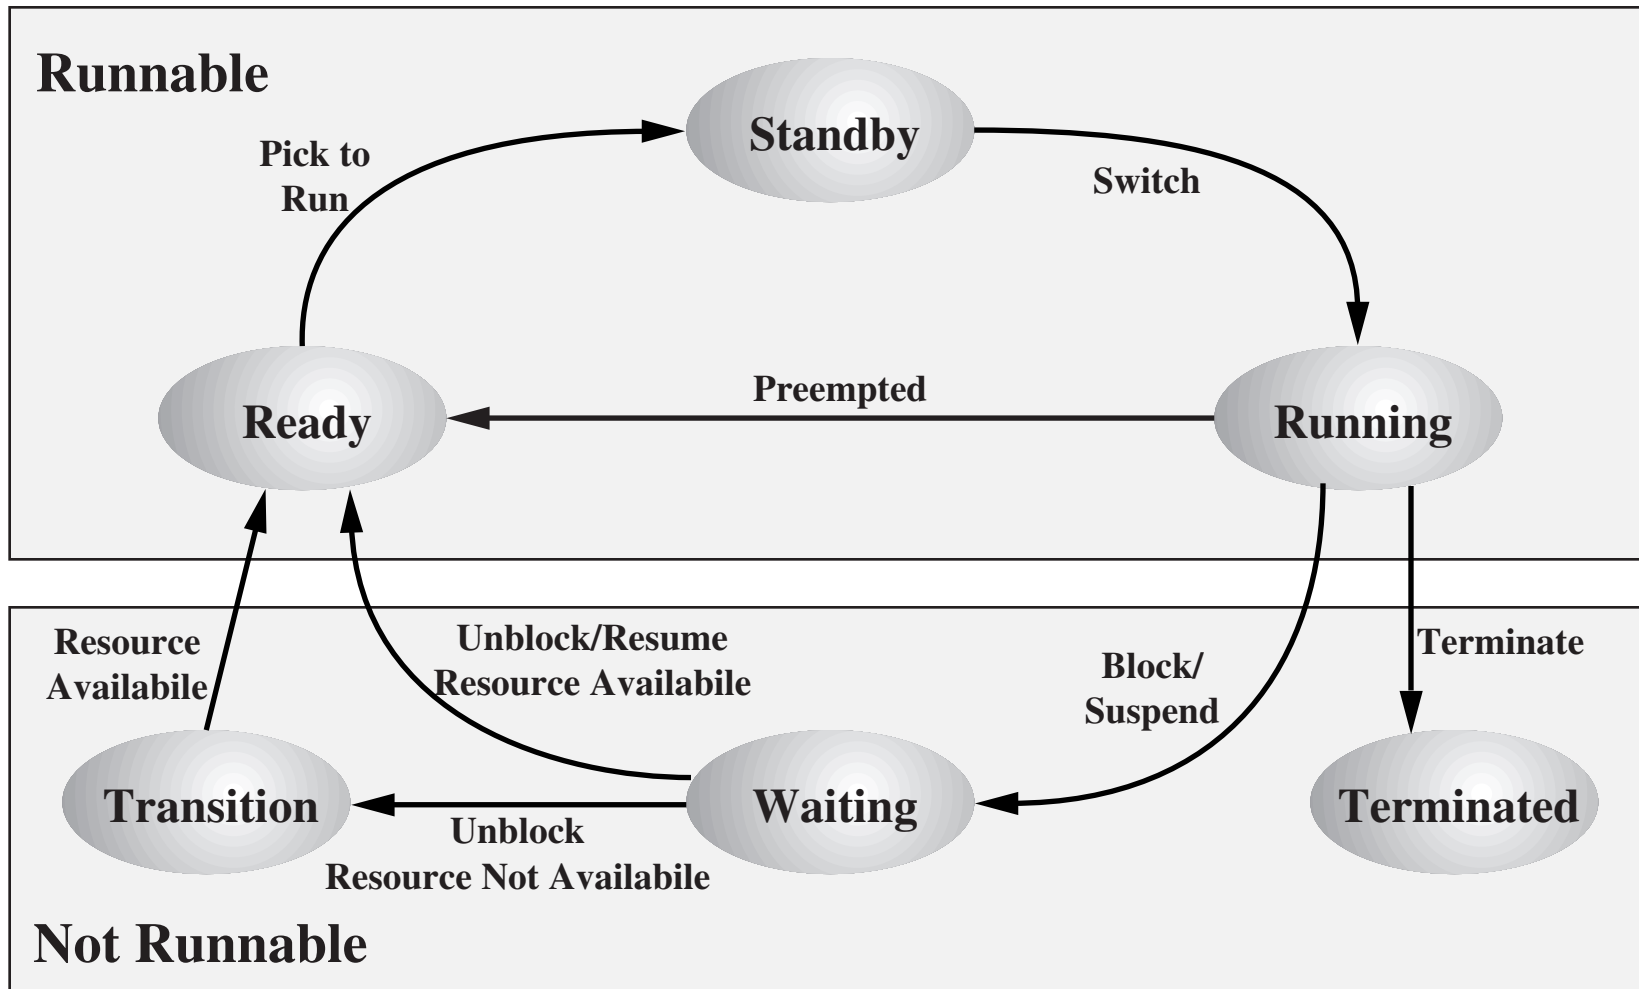 Runnable
Standby
Pick to
Run
Switch
Preempted
Ready
Running
Resource
Availabile
Unblock/Resume
Resource Availabile
Block/
Suspend
Terminate
Transition
Waiting
Terminated
Unblock
Resource Not Availabile
Not Runnable